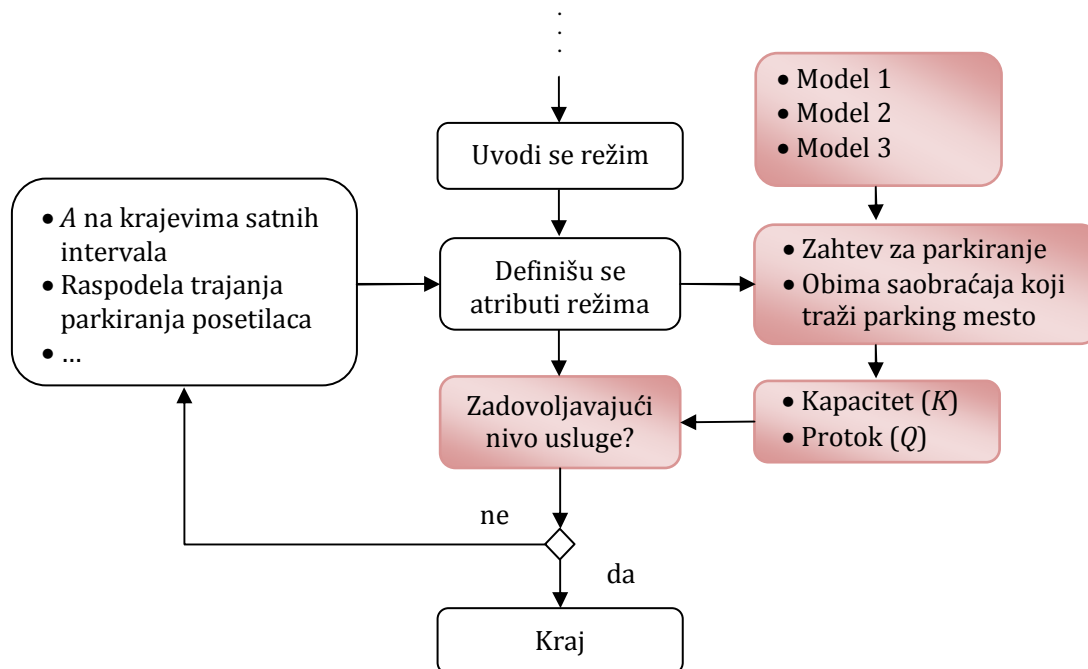 Uvodi se režim
• Model 1
• Model 2
• Model 3
• A na krajevima satnih
intervala
• Raspodela trajanja
parkiranja posetilaca
• ...
Definišu se
atributi režima
• Zahtev za parkiranje
• Obima saobraćaja koji
traži parking mesto
Zadovoljavajući
nivo usluge?
• Kapacitet (K)
• Protok (Q)
ne
da
Kraj